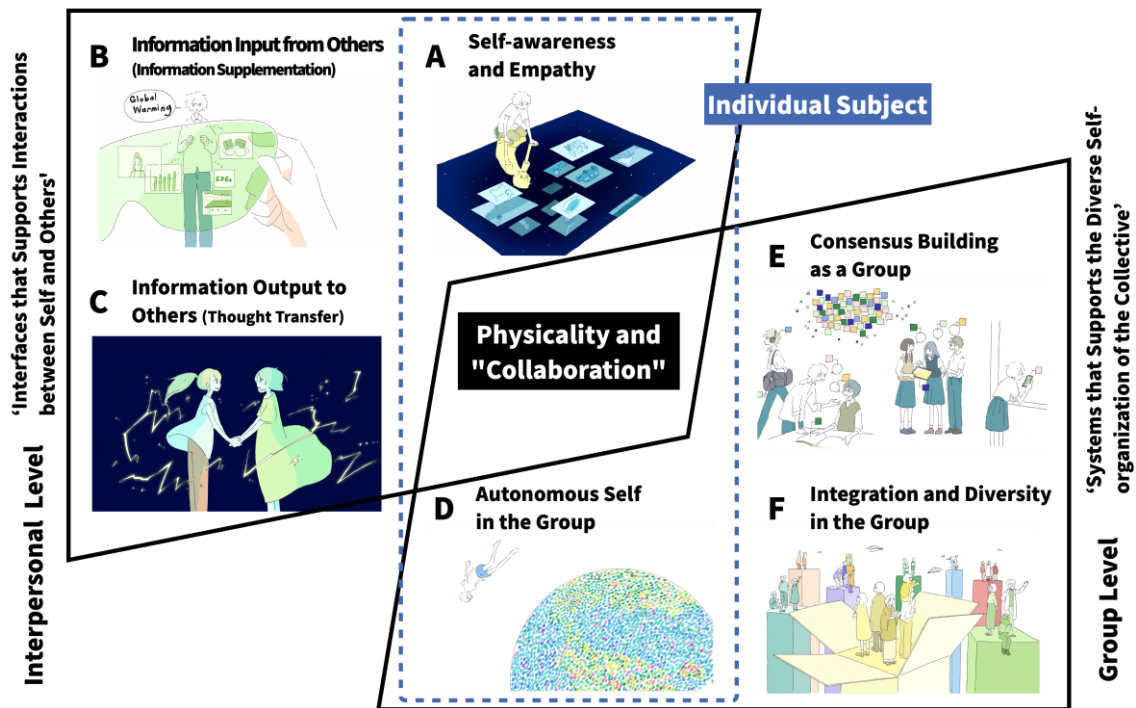 B
Information Input from Others
(Information Supplementation)
Global
Warming
SDGs
A
Self-awareness
and Empathy
Individual Subject
'Interfaces that Supports Interactions
between Self and Others'
Interpersonal Level
C
Information Output to
Others (Thought Transfer)
Physicality and
"Collaboration"
E
Consensus Building
as a Group
D
Autonomous Self
in the Group
F
Integration and Diversity
in the Group
‘Systems that Supports the Diverse Self-
organization of the Collective’
Group Level